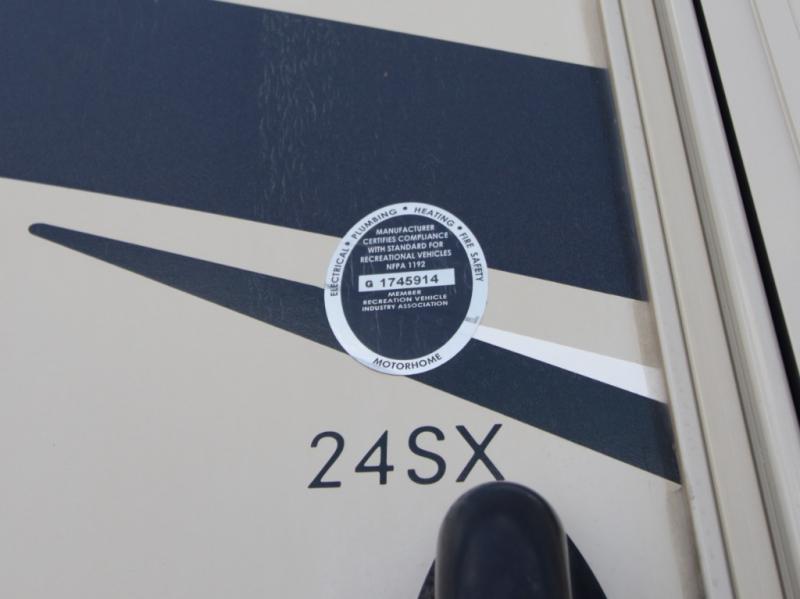 ELECTRICAL • PLUMBING • HEATING • FIRE SAFETY
MANUFACTURER
CERTIFIES COMPLIANCE
WITH STANDARD FOR
RECREATIONAL VEHICLES
NFPA 1192
G 1745914
MEMBER
RECREATION VEHICLE
INDUSTRY ASSOCIATION
MOTORHOME
24SX